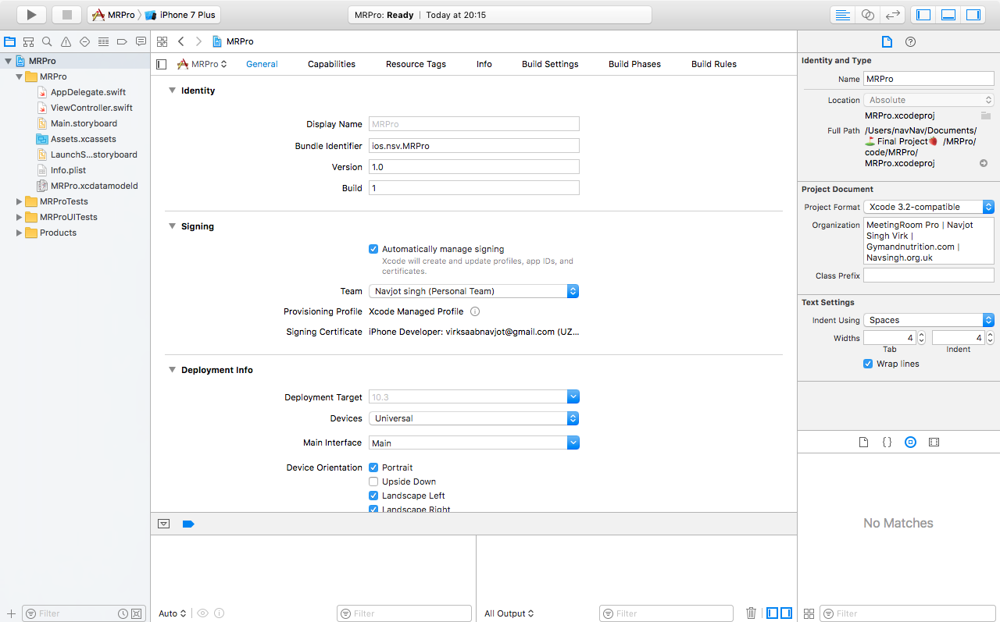 MRPro
iPhone 7 Plus
MRPro: Ready | Today at 20:15
MRPro
MRPro
MRPro
AppDelegate.swift
ViewController.swift
Main.storyboard
Assets.xcassets
LaunchS...storyboard
Info.plist
MRPro.xcdatamodeld
MRProTests
MRProUITests
Products
Filter
MRPro
General
Capabilities
Resource Tags
Info
Build Settings
Build Phases
Build Rules
Identity
Display Name MRPro
Bundle Identifier ios.nsv.MRPro
Version 1.0
Build 1
Signing
Automatically manage signing
Xcode will create and update profiles, app IDs, and
certificates.
Team Navjot singh (Personal Team)
Provisioning Profile Xcode Managed Profile
Signing Certificate iPhone Developer: virksaabnavjot@gmail.com (UZ...
Deployment Info
Deployment Target 10.3
Devices Universal
Main Interface Main
Device Orientation Portrait
Upside Down
Landscape Left
Landscape Right
Auto
Filter
All Output
Filter
Identity and Type
Name MRPro
Location Absolute
MRPro.xcodeproj
Full Path /Users/navNav/Documents/
⛳ Final Project🍓 /MRPro/
code/MRPro/
MRPro.xcodeproj
Project Document
Project Format Xcode 3.2-compatible
Organization MeetingRoom Pro | Navjot
Singh Virk |
Gymandnutrition.com |
Navsingh.org.uk
Class Prefix
Text Settings
Indent Using Spaces
Widths 4 4
Tab Indent
Wrap lines
{}
No Matches
Filter